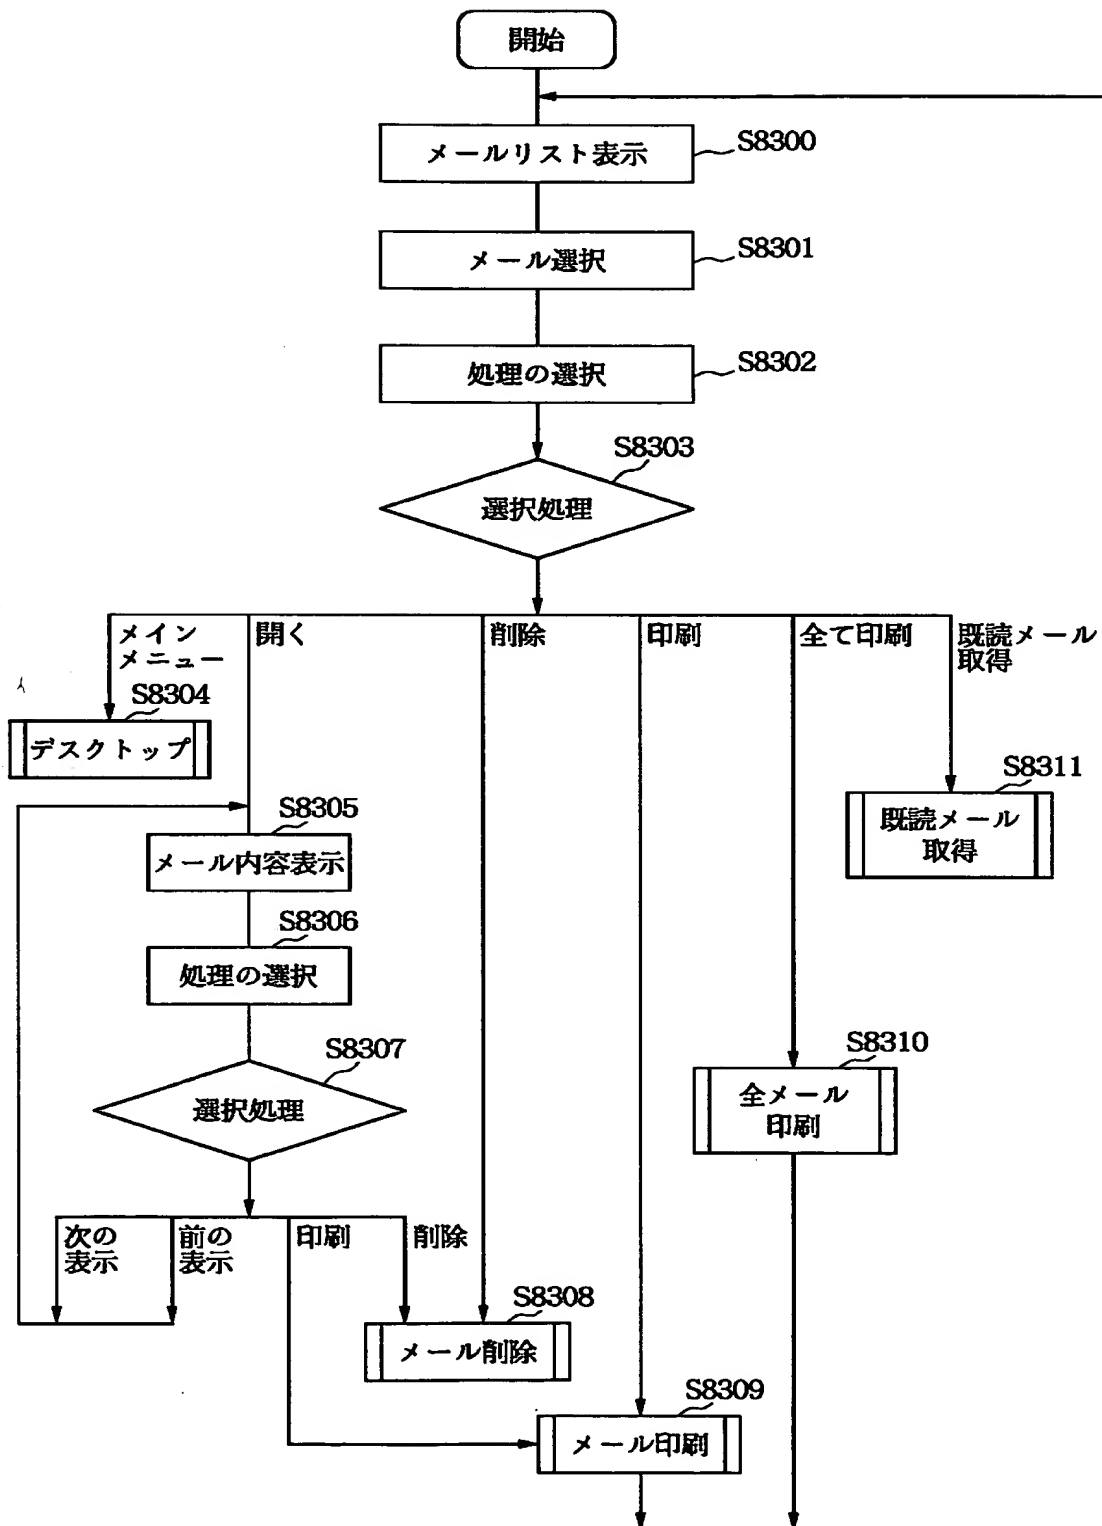 開始
メールリスト表示
S8300
メール選択
S8301
処理の選択
S8302
S8303
選択処理
メイン
メニュー
開く
削除
印刷
全て印刷
既読メール
取得
S8304
デスクトップ
S8311
既読メール
取得
S8305
メール内容表示
S8306
処理の選択
S8307
選択処理
S8310
全メール
印刷
次の
表示
前の
表示
印刷
削除
S8308
メール削除
S8309
メール印刷